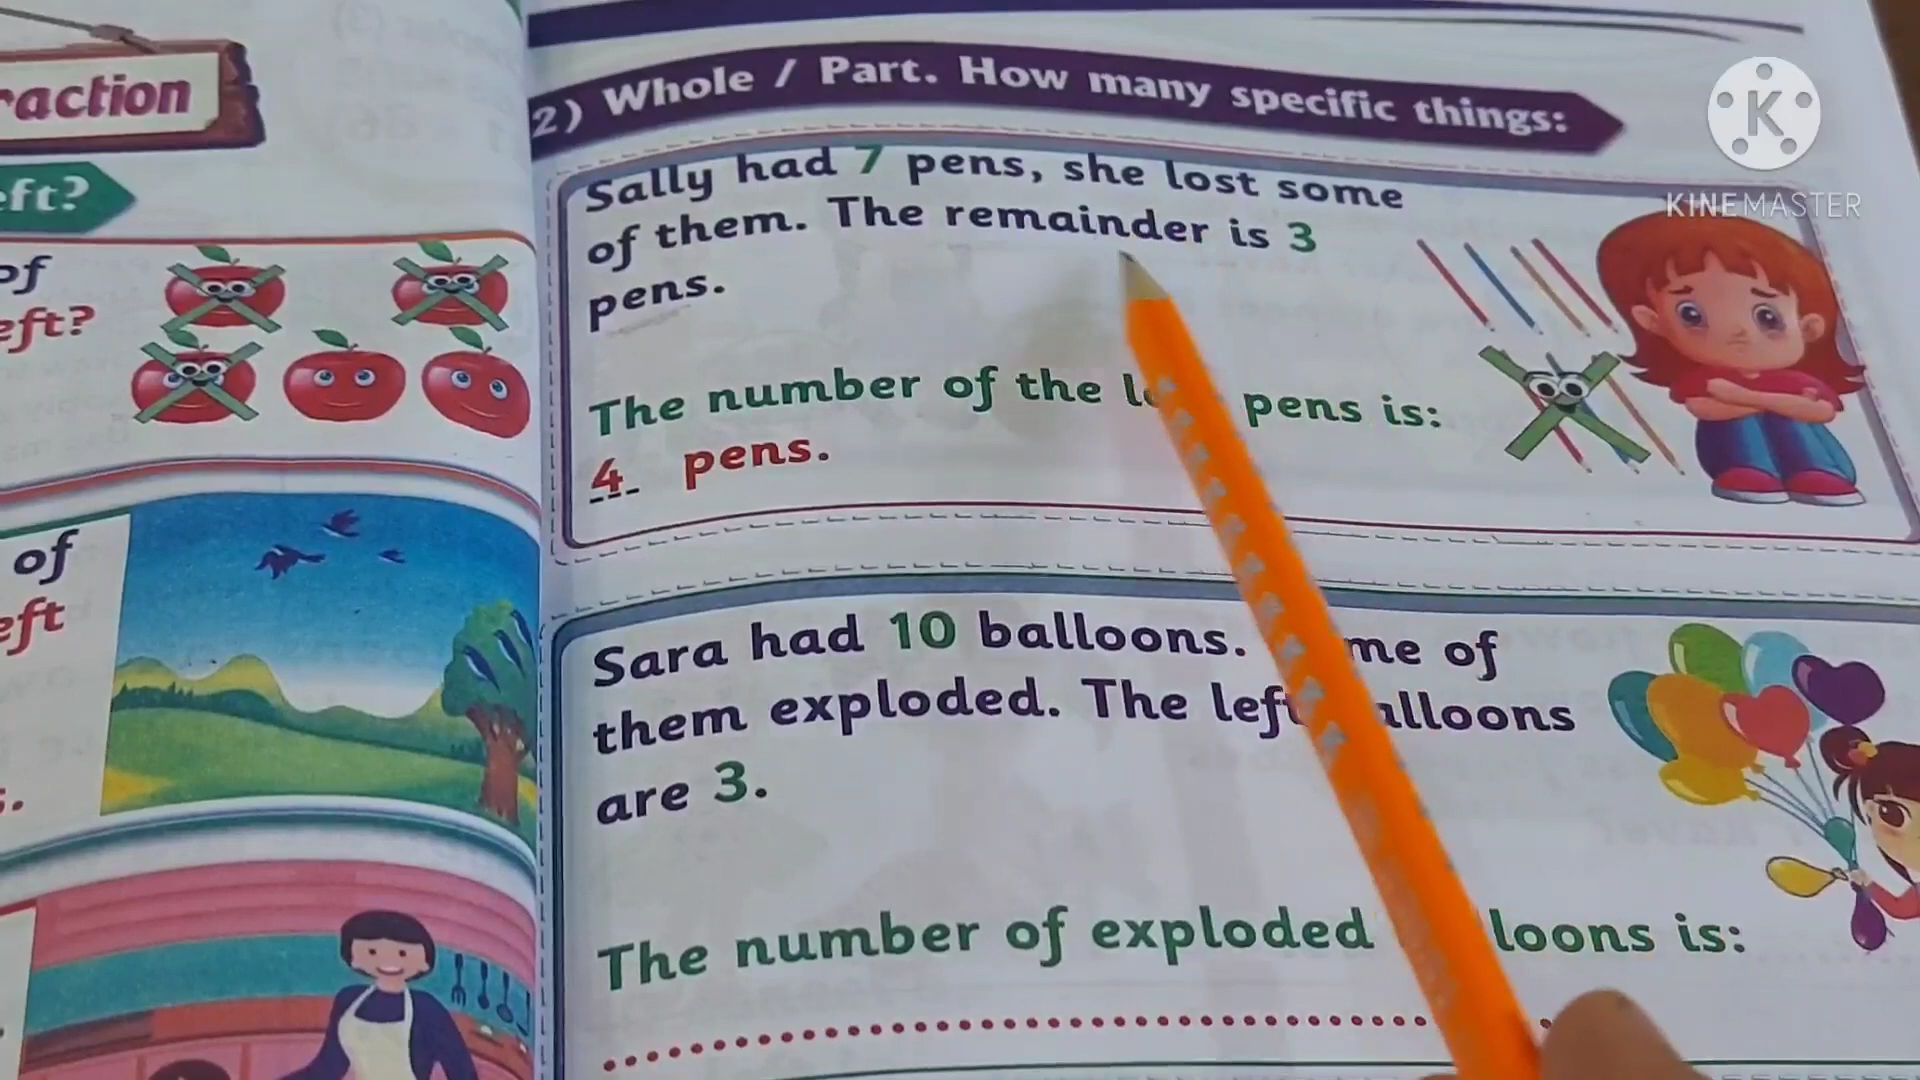 raction
eft?
of
eft?
of
eft
2) Whole / Part. How many specific things:
Sally had 7 pens, she lost some
of them. The remainder is 3
pens.
The number of the pens is:
4 pens.
Sara had 10 balloons. me of
them exploded. The left alloons
are 3.
The number of exploded loons is:
K
KINEMASTER